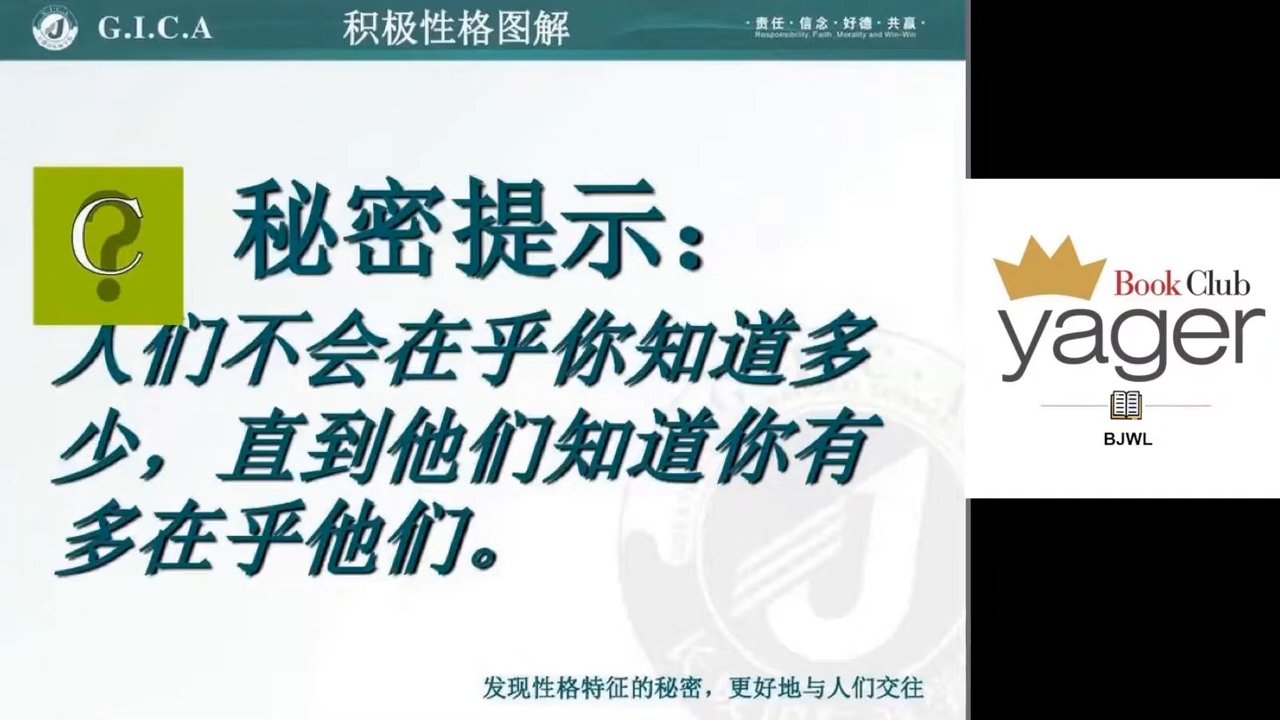 G.I.C.A
积极性格图解
·责任·信念·好德·共赢·
Responsibility, Faith, Morality and Win-Win
C?
秘密提示：
人们不会在乎你知道多
少，直到他们知道你有
多在乎他们。
发现性格特征的秘密，更好地与人们交往
Book Club
yager
BJWL